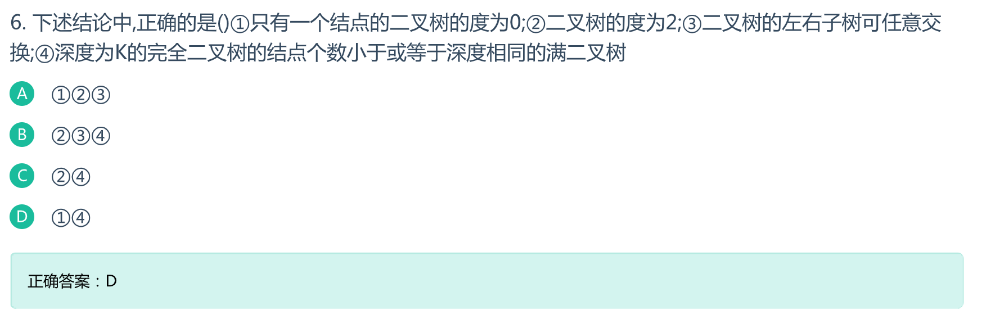 6. 下述结论中,正确的是()①只有一个结点的二叉树的度为0;②二叉树的度为2;③二叉树的左右子树可任意交
换;④深度为K的完全二叉树的结点个数小于或等于深度相同的满二叉树
A ①②③
B ②③④
C ②④
D ①④
正确答案：D